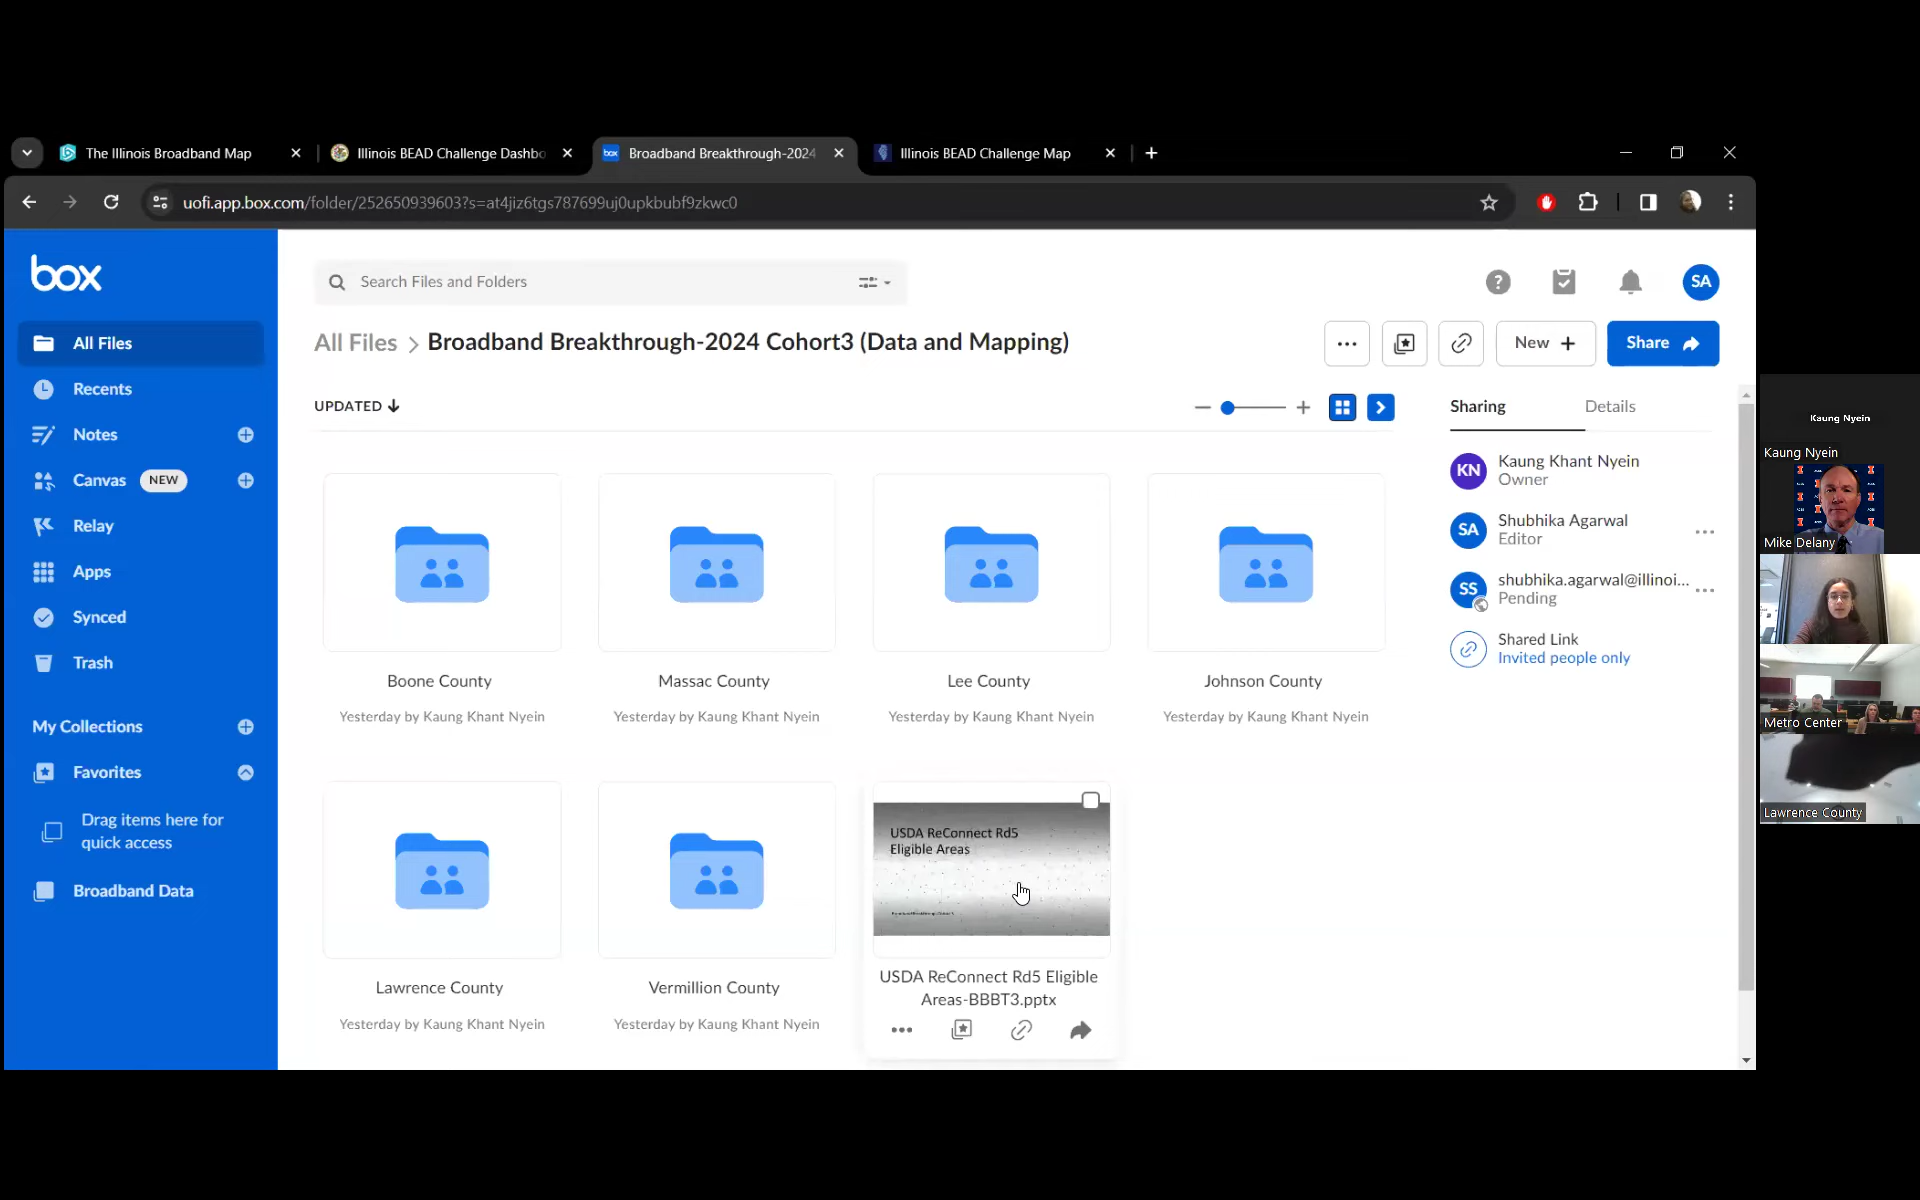 The Illinois Broadband Map
Illinois BEAD Challenge Dashbo
box
Broadband Breakthrough-2024
Illinois BEAD Challenge Map
uofi.app.box.com/folder/252650939603?s=at4jiz6tgs787699uj0upkbubf9zkwc0
box
Search Files and Folders
SA
All Files
Recents
Notes
Canvas NEW
Relay
Apps
Synced
Trash
My Collections
Favorites
Drag items here for
quick access
Broadband Data
All Files > Broadband Breakthrough-2024 Cohort3 (Data and Mapping)
New +
Share
UPDATED
Boone County
Yesterday by Kaung Khant Nyein
Massac County
Yesterday by Kaung Khant Nyein
Lee County
Yesterday by Kaung Khant Nyein
Johnson County
Yesterday by Kaung Khant Nyein
Lawrence County
Yesterday by Kaung Khant Nyein
Vermillion County
Yesterday by Kaung Khant Nyein
USDA ReConnect Rd5
Eligible Areas
USDA ReConnect Rd5 Eligible
Areas-BBBT3.pptx
Sharing
Details
KN
Kaung Khant Nyein
Owner
SA
Shubhika Agarwal
Editor
SS
shubhika.agarwal@illinoi...
Pending
Shared Link
Invited people only
Kaung Nyein
Kaung Nyein
Mike Delany
Metro Center
Lawrence County